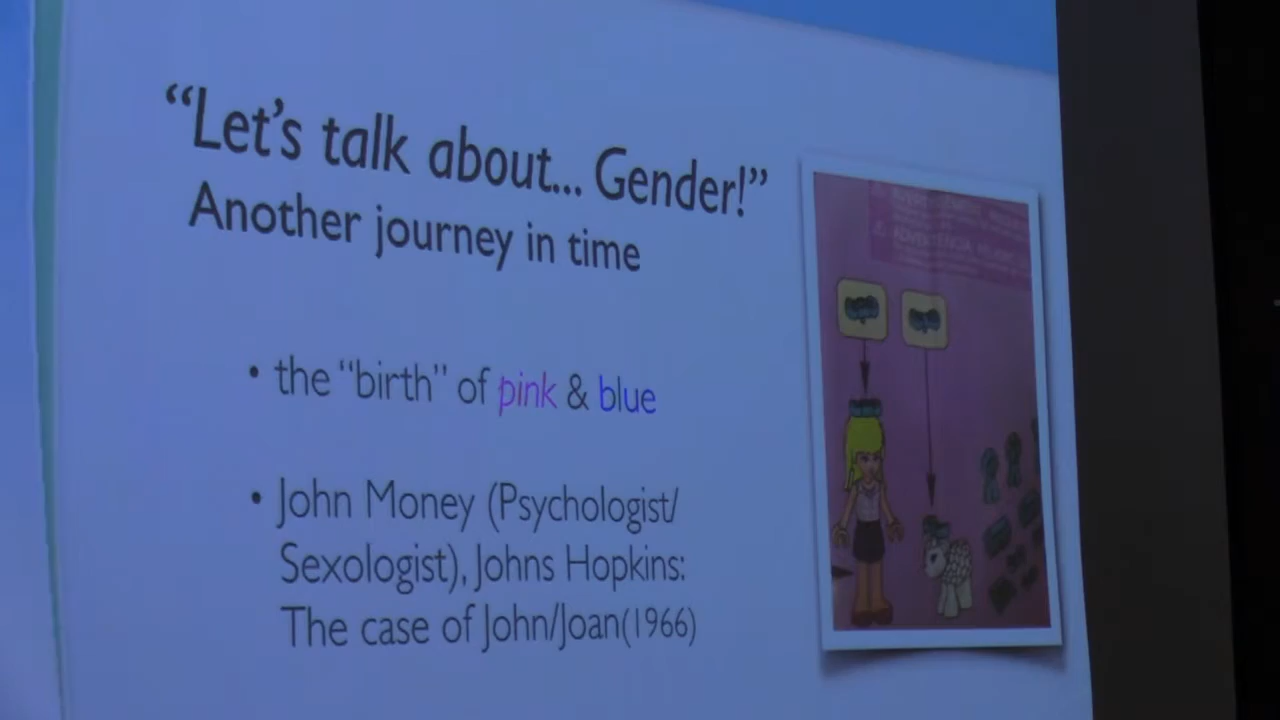 “Let’s talk about... Gender!”
Another journey in time
• the “birth” of pink & blue
• John Money (Psychologist/
Sexologist), Johns Hopkins:
The case of John/Joan(1966)